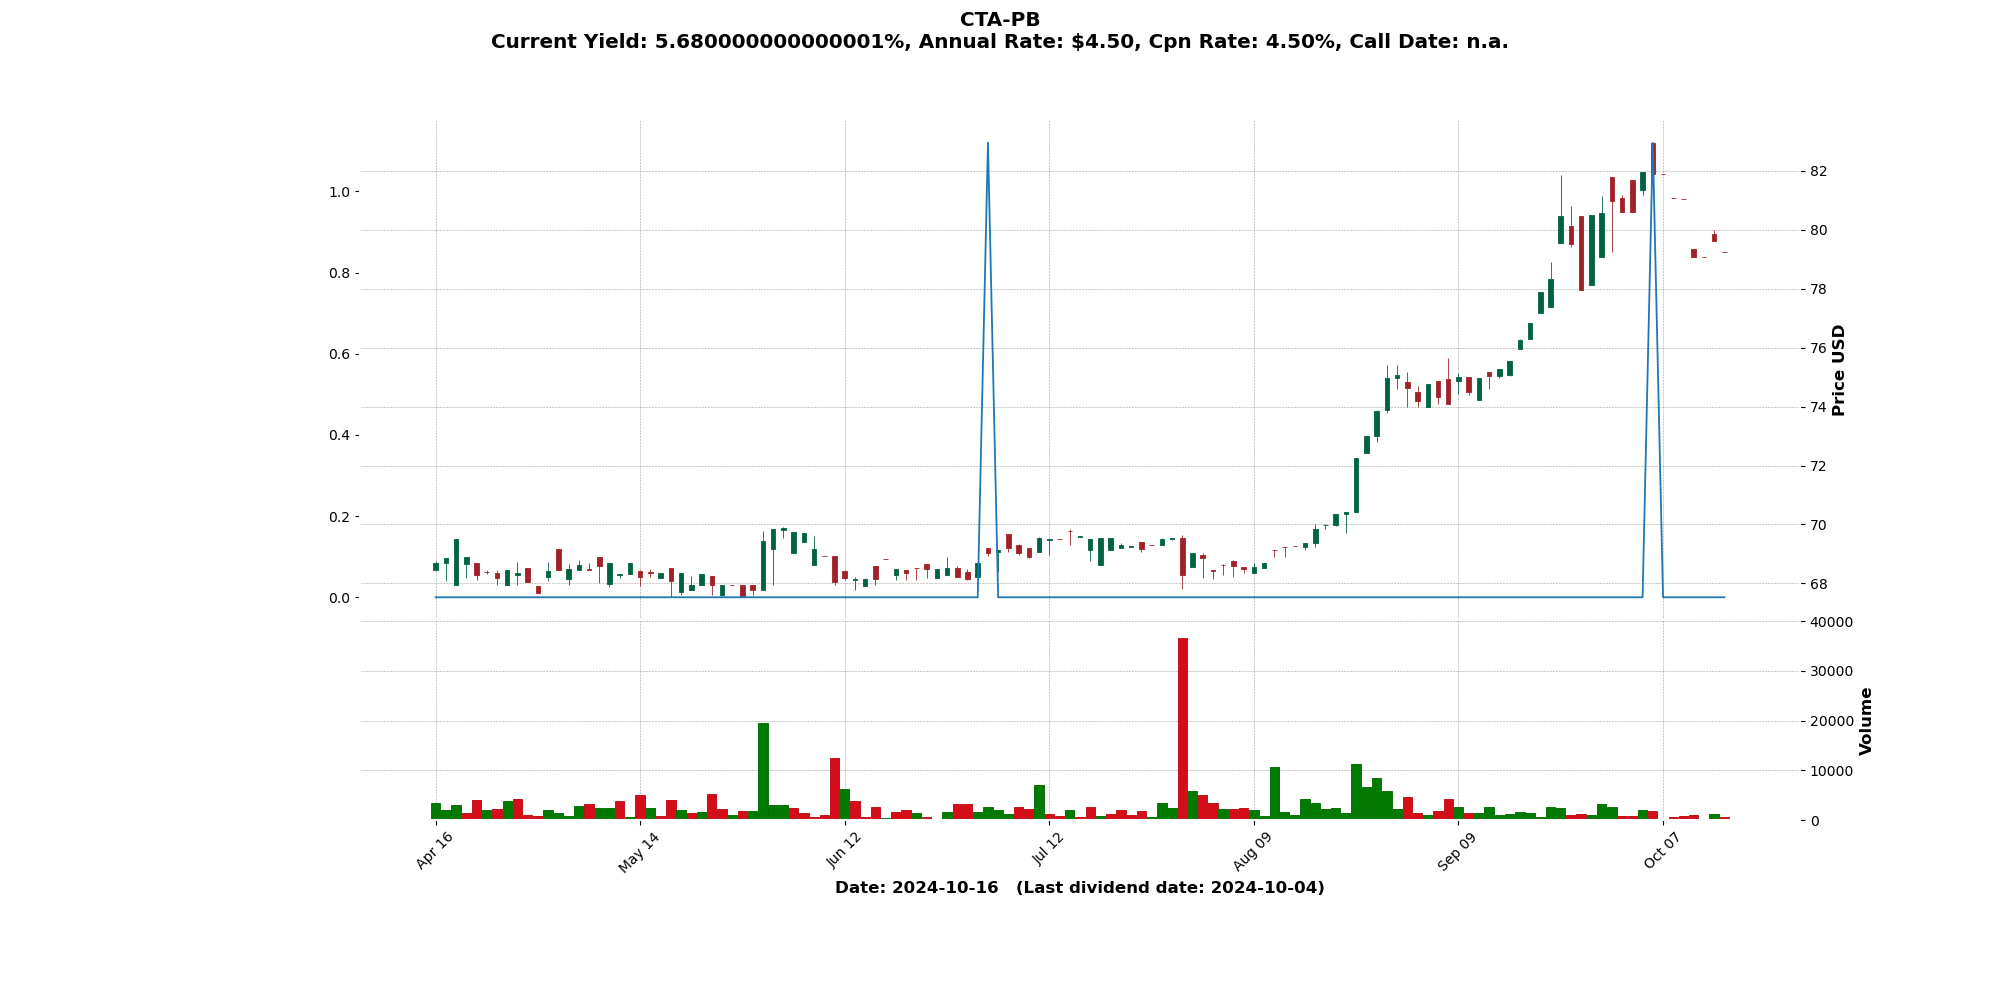 CTA-PB
Current Yield: 5.680000000000001%, Annual Rate: $4.50, Cpn Rate: 4.50%, Call Date: n.a.
1.0
0.8
0.6
0.4
0.2
0.0
82
80
78
76
74
72
70
68
Price USD
40000
30000
20000
10000
0
Volume
Apr 16
May 14
Jun 12
Jul 12
Aug 09
Sep 09
Oct 07
Date: 2024-10-16   (Last dividend date: 2024-10-04)